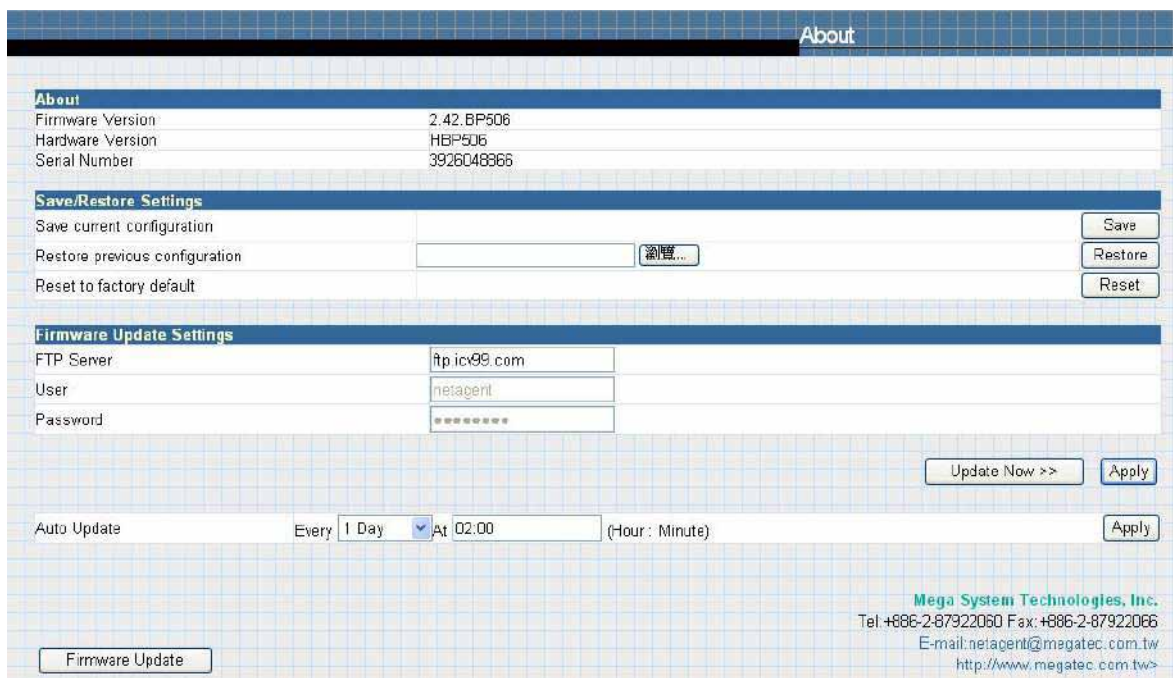 About
About
Firmware Version 2.42.BP506
Hardware Version HBP506
Serial Number 3926048866
Save/Restore Settings
Save current configuration Save
Restore previous configuration 瀏覽... Restore
Reset to factory default Reset
Firmware Update Settings
FTP Server ftp.icv99.com
User netagent
Password ********
Update Now >> Apply
Auto Update Every 1 Day At 02:00 (Hour : Minute) Apply
Mega System Technologies, Inc.
Tel:+886-2-87922060 Fax:+886-2-87922066
E-mail:netagent@megatec.com.tw
Firmware Update http://www.megatec.com.tw>